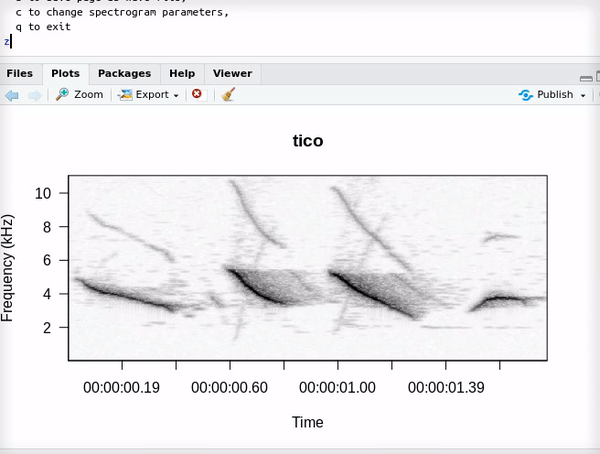 c to change spectrogram parameters,
q to exit
z
Files Plots Packages Help Viewer
Zoom Export Publish
tico
Frequency (kHz)
10
8
6
4
2
00:00:00.19 00:00:00.60 00:00:01.00 00:00:01.39
Time